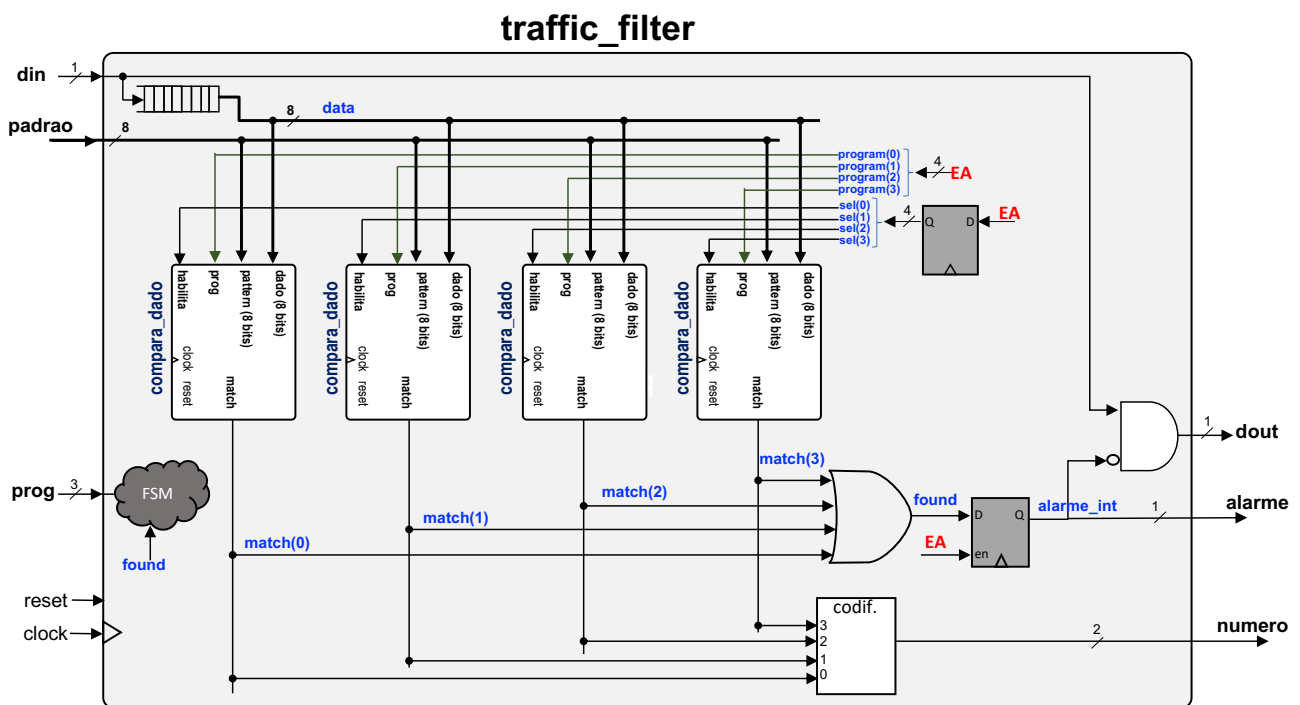 traffic_filter
din
1
8
data
padrao
8
program(0)
program(1)
program(2)
program(3)
4
EA
sel(0)
sel(1)
sel(2)
sel(3)
4
Q
D
EA
compara_dado
habilita
prog
pattern (8 bits)
dado (8 bits)
clock
reset
match
compara_dado
habilita
prog
pattern (8 bits)
dado (8 bits)
clock
reset
match
compara_dado
habilita
prog
pattern (8 bits)
dado (8 bits)
clock
reset
match
compara_dado
habilita
prog
pattern (8 bits)
dado (8 bits)
clock
reset
match
1
dout
prog
3
FSM
found
match(3)
match(2)
match(1)
match(0)
found
D
Q
en
EA
alarme_int
1
alarme
reset
clock
codif.
3
2
1
0
2
numero